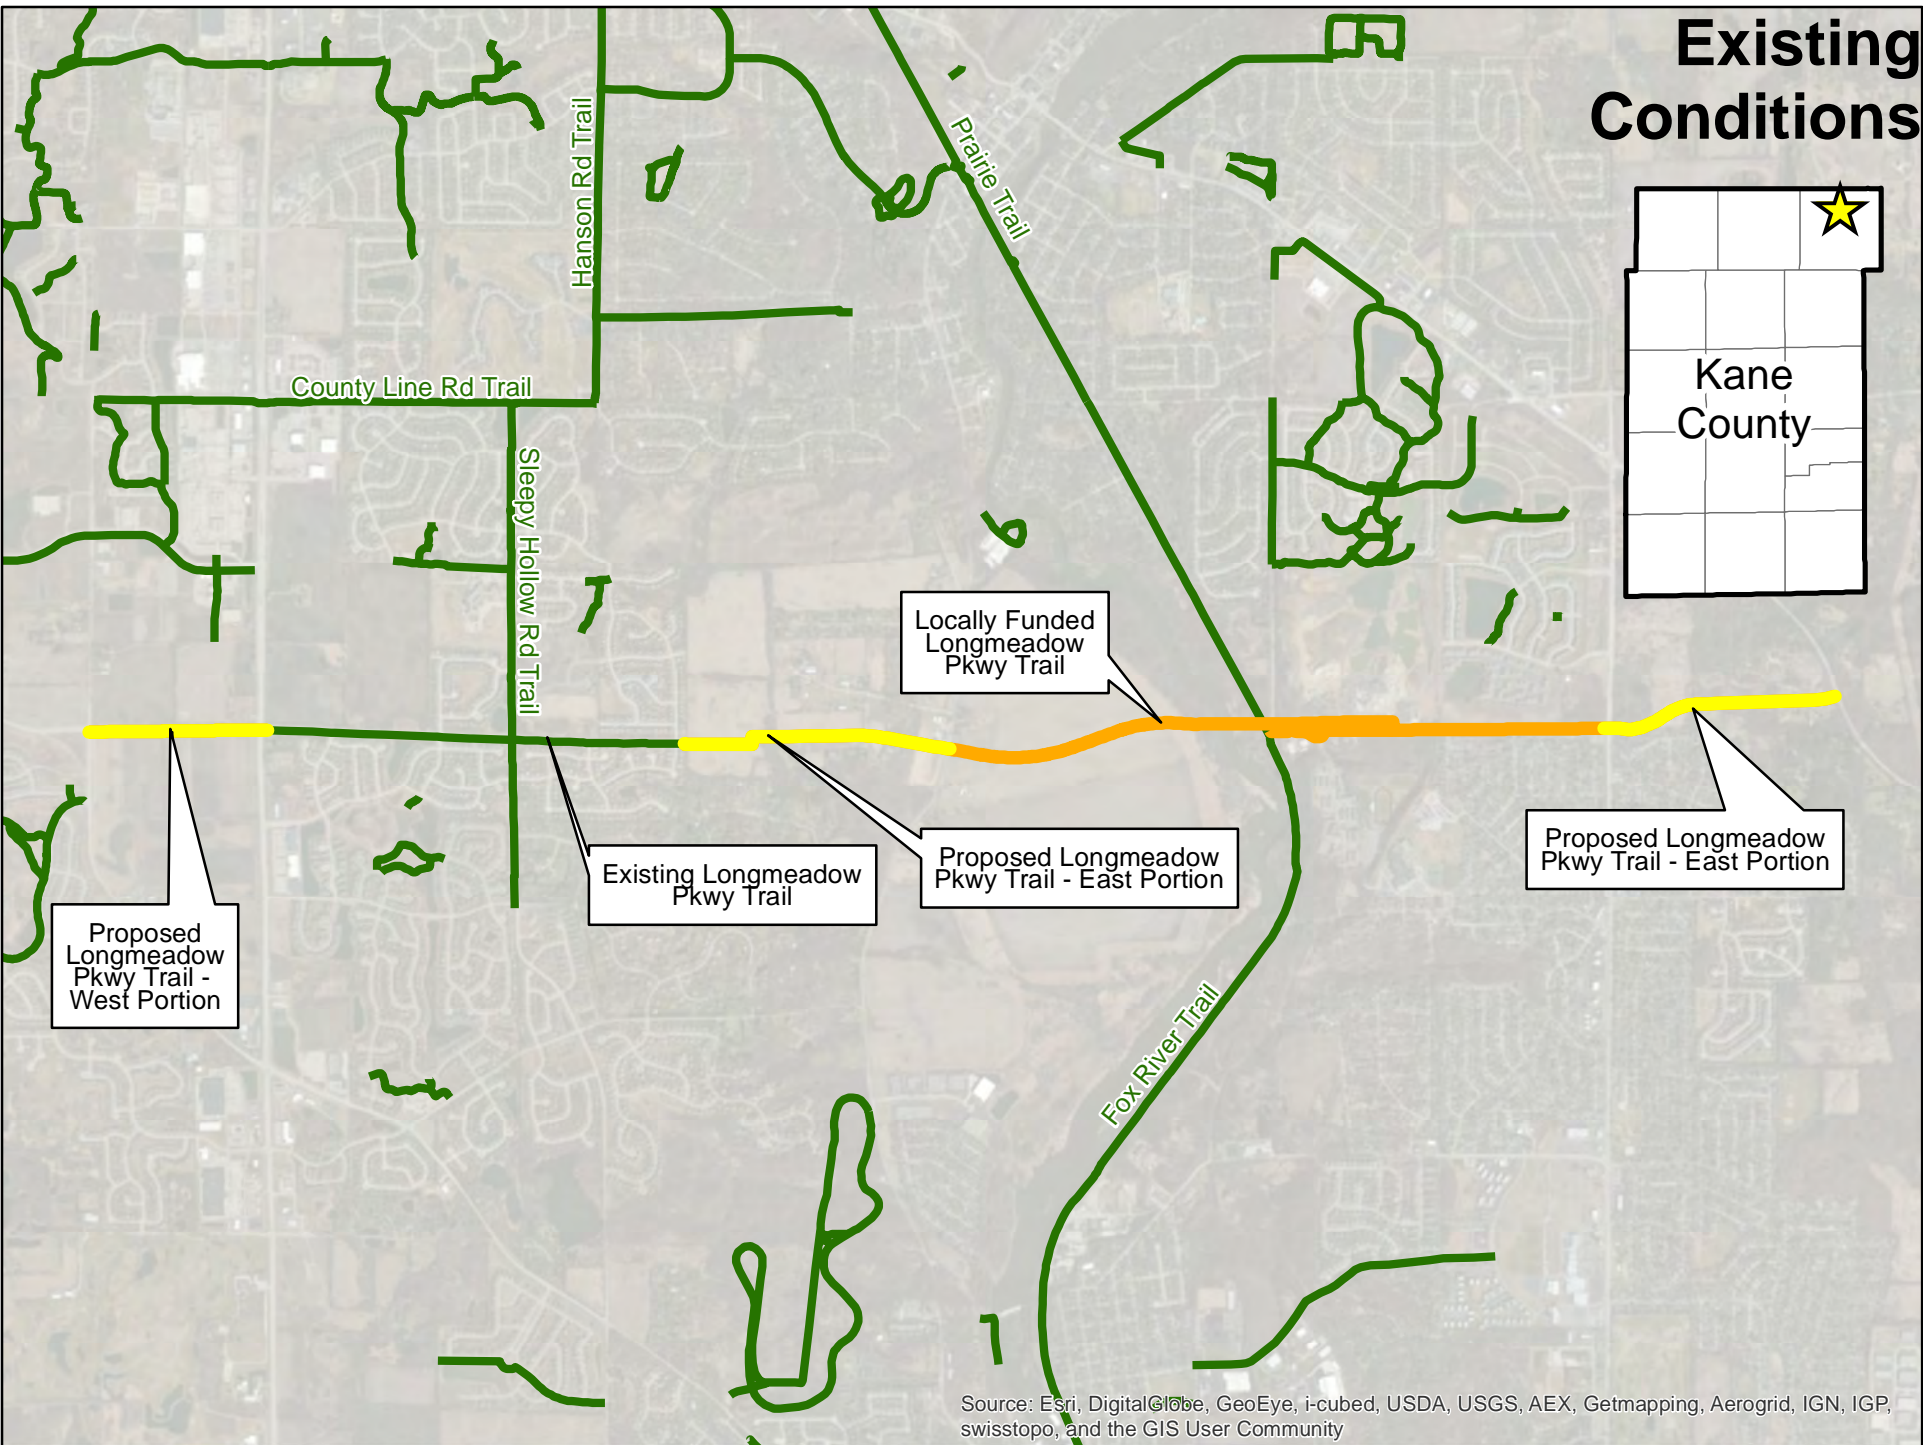 Existing
Conditions
Hanson Rd Trail
Prairie Trail
Kane
County
County Line Rd Trail
Sleepy Hollow Rd Trail
Locally Funded
Longmeadow
Pkwy Trail
Existing Longmeadow
Pkwy Trail
Proposed Longmeadow
Pkwy Trail - East Portion
Proposed Longmeadow
Pkwy Trail - East Portion
Proposed
Longmeadow
Pkwy Trail -
West Portion
Fox River Trail
Source: Esri, DigitalGlobe, GeoEye, i-cubed, USDA, USGS, AEX, Getmapping, Aerogrid, IGN, IGP,
swisstopo, and the GIS User Community